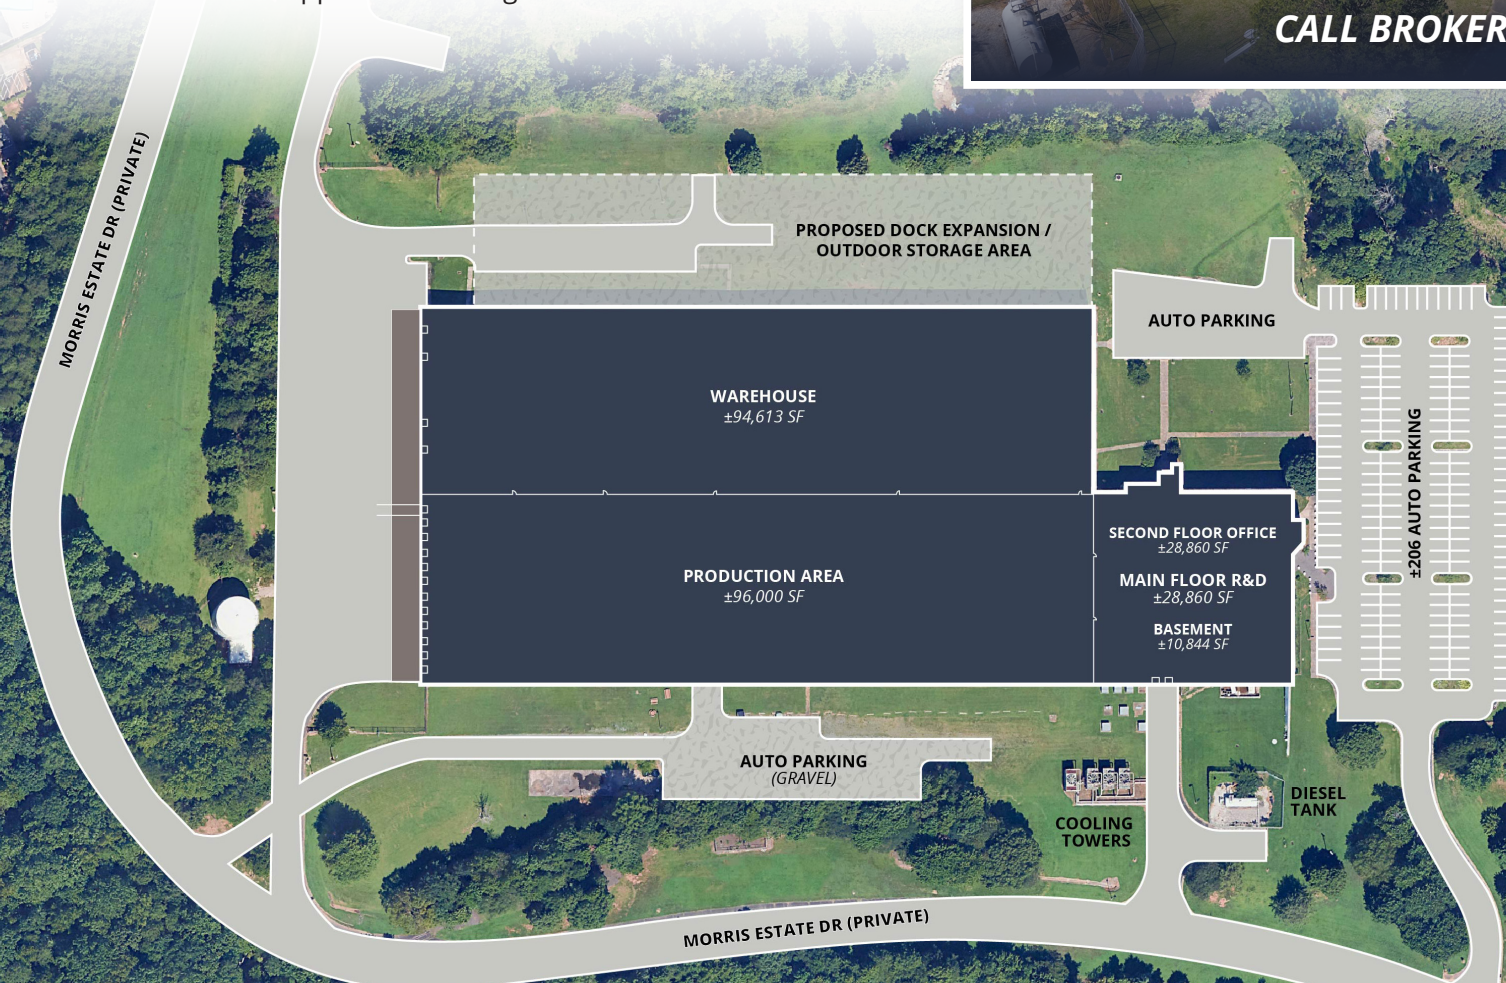 CALL BROKER
MORRIS ESTATE DR (PRIVATE)
PROPOSED DOCK EXPANSION /
OUTDOOR STORAGE AREA
AUTO PARKING
WAREHOUSE
±94,613 SF
±206 AUTO PARKING
SECOND FLOOR OFFICE
±28,860 SF
PRODUCTION AREA
±96,000 SF
MAIN FLOOR R&D
±28,860 SF
BASEMENT
±10,844 SF
AUTO PARKING
(GRAVEL)
COOLING
TOWERS
DIESEL
TANK
MORRIS ESTATE DR (PRIVATE)